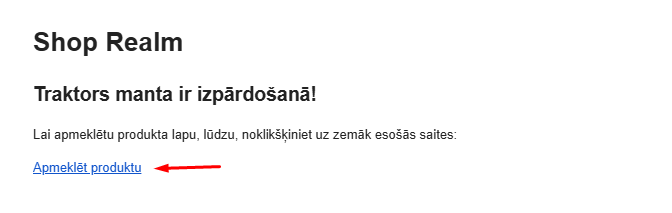 Shop Realm
Traktors manta ir izpārdošanā!
Lai apmeklētu produkta lapu, lūdzu, noklikšķiniet uz zemāk esošās saites:
Apmeklēt produktu